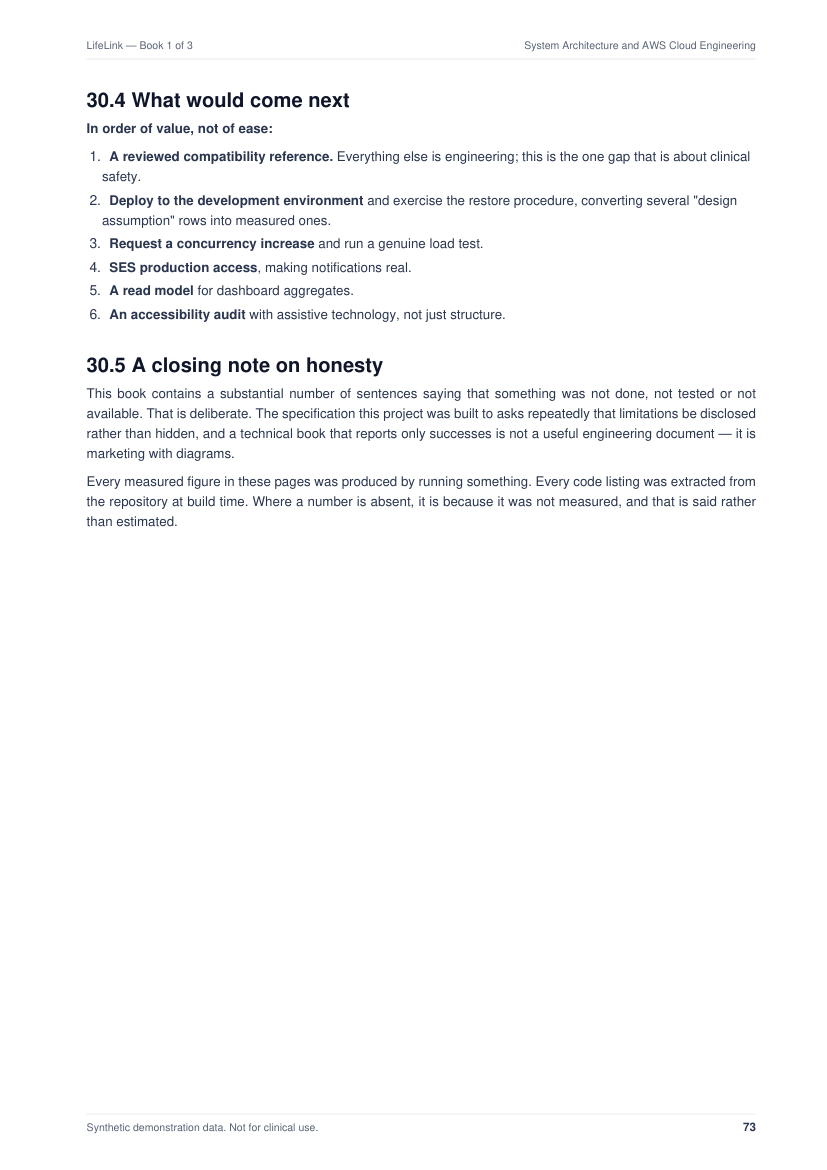 LifeLink — Book 1 of 3
System Architecture and AWS Cloud Engineering
30.4 What would come next
In order of value, not of ease:
1. A reviewed compatibility reference. Everything else is engineering; this is the one gap that is about clinical
safety.
2. Deploy to the development environment and exercise the restore procedure, converting several "design
assumption" rows into measured ones.
3. Request a concurrency increase and run a genuine load test.
4. SES production access, making notifications real.
5. A read model for dashboard aggregates.
6. An accessibility audit with assistive technology, not just structure.
30.5 A closing note on honesty
This book contains a substantial number of sentences saying that something was not done, not tested or not
available. That is deliberate. The specification this project was built to asks repeatedly that limitations be disclosed
rather than hidden, and a technical book that reports only successes is not a useful engineering document — it is
marketing with diagrams.
Every measured figure in these pages was produced by running something. Every code listing was extracted from
the repository at build time. Where a number is absent, it is because it was not measured, and that is said rather
than estimated.
Synthetic demonstration data. Not for clinical use.
73